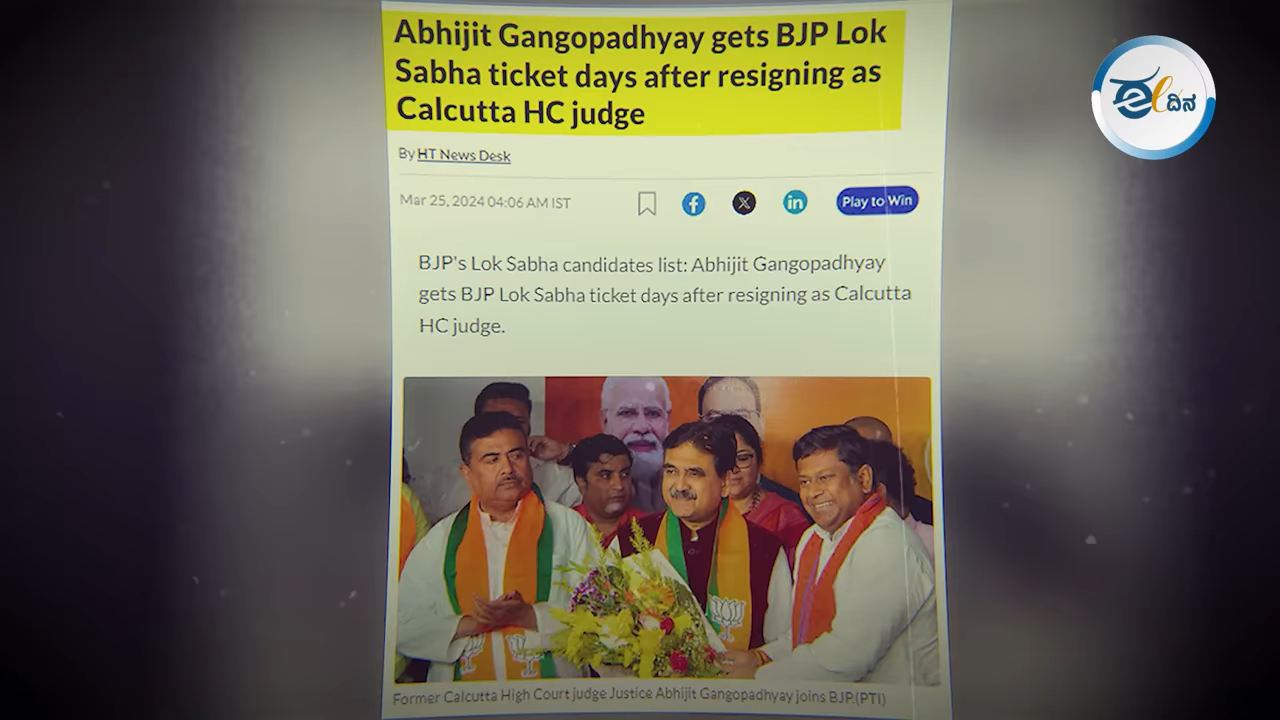 Abhijit Gangopadhyay gets BJP Lok
Sabha ticket days after resigning as
Calcutta HC judge
ಈ ದಿನ
By HT News Desk
Mar 25, 2024 04:06 AM IST
Play to Win
BJP's Lok Sabha candidates list: Abhijit Gangopadhyay
gets BJP Lok Sabha ticket days after resigning as Calcutta
HC judge.
Former Calcutta High Court judge Justice Abhijit Gangopadhyay joins BJP.(PTI)